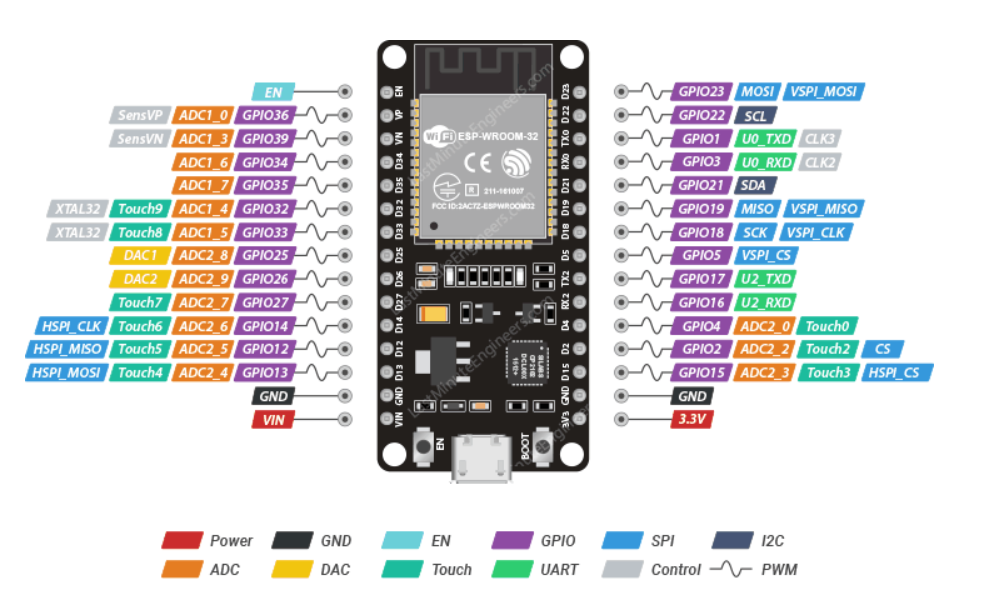 EN EN D23 GPIO23 MOSI VSPI_MOSI
SensVP ADC1_0 GPIO36 VP D22 GPIO22 SCL
SensVN ADC1_3 GPIO39 VN TX0 GPIO1 U0_TXD CLK3
ADC1_6 GPIO34 D34 RX0 GPIO3 U0_RXD CLK2
ADC1_7 GPIO35 D35 D21 GPIO21 SDA
XTAL32 Touch9 ADC1_4 GPIO32 D32 D19 GPIO19 MISO VSPI_MISO
XTAL32 Touch8 ADC1_5 GPIO33 D33 D18 GPIO18 SCK VSPI_CLK
DAC1 ADC2_8 GPIO25 D25 D5 GPIO5 VSPI_CS
DAC2 ADC2_9 GPIO26 D26 TX2 GPIO17 U2_TXD
Touch7 ADC2_7 GPIO27 D27 RX2 GPIO16 U2_RXD
HSPI_CLK Touch6 ADC2_6 GPIO14 D14 D4 GPIO4 ADC2_0 Touch0
HSPI_MISO Touch5 ADC2_5 GPIO12 D12 D2 GPIO2 ADC2_2 Touch2 CS
HSPI_MOSI Touch4 ADC2_4 GPIO13 D13 D15 GPIO15 ADC2_3 Touch3 HSPI_CS
GND GND GND GND
VIN VIN 3V3 3.3V
WiFi ESP-WROOM-32
CE
R 211-161007
FCC ID:2AC7Z-ESPWROOM32
EN BOOT
LastMinuteEngineers.com
LastMinuteEngineers.com
LastMinuteEngineers.com
Power GND EN GPIO SPI I2C
ADC DAC Touch UART Control PWM